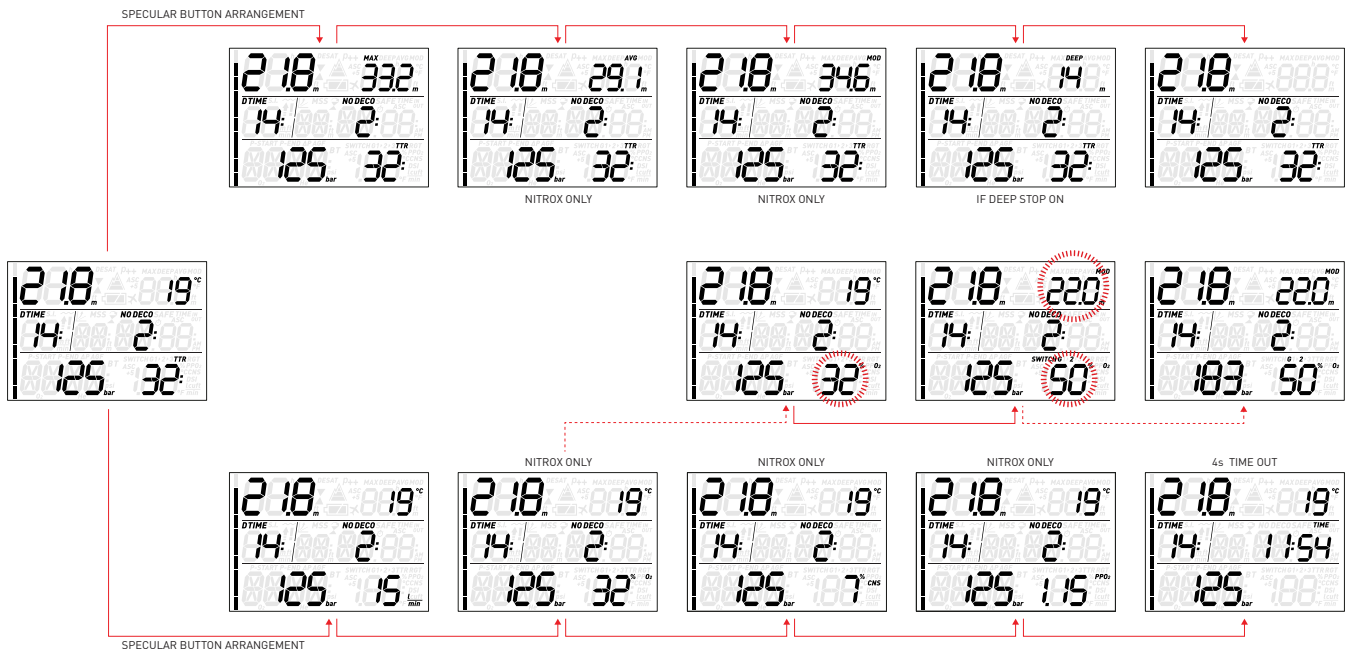 SPECULAR BUTTON ARRANGEMENT
21.8 m MAX 33.2 m
DTIME 14: NO DECO 2:
125 bar TTR 32:
21.8 m AVG 29.1 m
DTIME 14: NO DECO 2:
125 bar TTR 32:
NITROX ONLY
21.8 m MOD 34.6 m
DTIME 14: NO DECO 2:
125 bar TTR 32:
NITROX ONLY
21.8 m DEEP 14 m
DTIME 14: NO DECO 2:
125 bar TTR 32:
IF DEEP STOP ON
21.8 m
DTIME 14: NO DECO 2:
125 bar TTR 32:
21.8 m 19 °C
DTIME 14: NO DECO 2:
125 bar TTR 32:
21.8 m 19 °C
DTIME 14: NO DECO 2:
125 bar 32 % O₂
21.8 m MOD 22.0 m
DTIME 14: NO DECO 2:
125 bar SWITCH G 2 50 % O₂
21.8 m MOD 22.0 m
DTIME 14: NO DECO 2:
183 bar G 2 50 % O₂
21.8 m 19 °C
DTIME 14: NO DECO 2:
125 bar 15 l/min
NITROX ONLY
21.8 m 19 °C
DTIME 14: NO DECO 2:
125 bar 32 % O₂
NITROX ONLY
21.8 m 19 °C
DTIME 14: NO DECO 2:
125 bar 7 % CNS
NITROX ONLY
21.8 m 19 °C
DTIME 14: NO DECO 2:
125 bar 1.15 PPO₂
4s TIME OUT
21.8 m 19 °C
DTIME 14: TIME 11:54
125 bar
SPECULAR BUTTON ARRANGEMENT